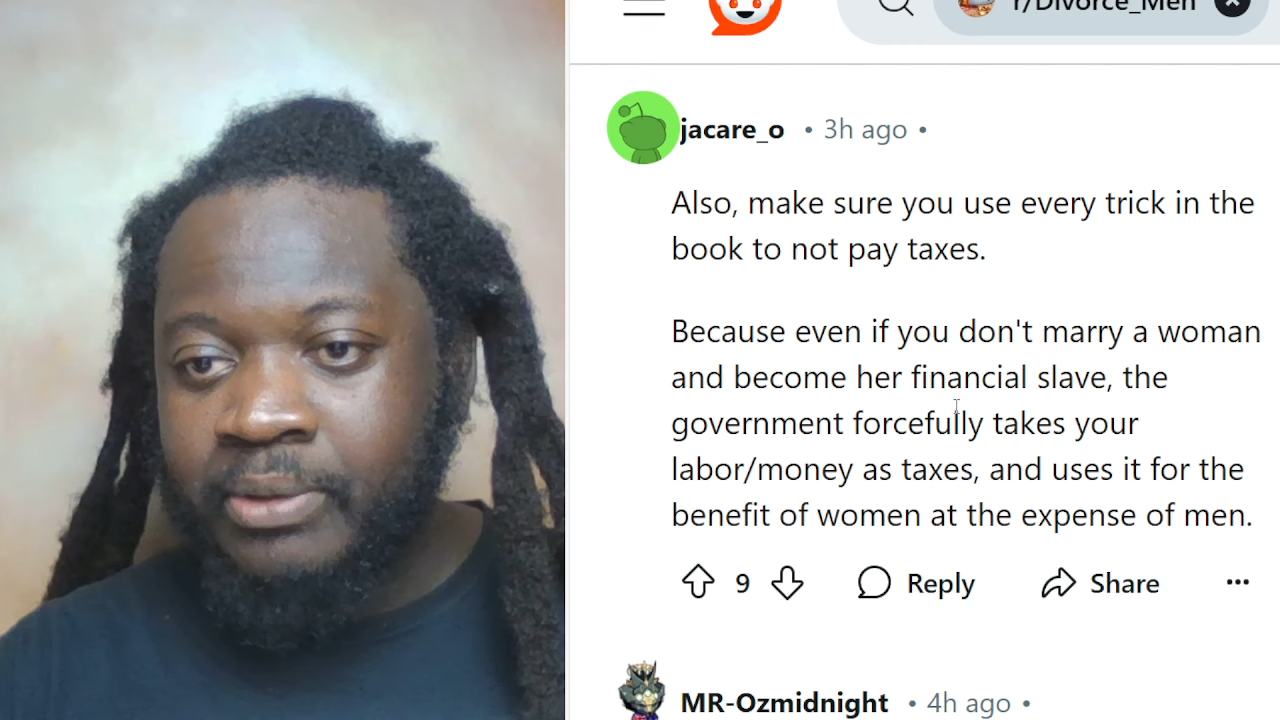 r/Divorce_Men
jacare_o • 3h ago •
Also, make sure you use every trick in the
book to not pay taxes.
Because even if you don't marry a woman
and become her financial slave, the
government forcefully takes your
labor/money as taxes, and uses it for the
benefit of women at the expense of men.
9 Reply Share ...
MR-Ozmidnight • 4h ago •